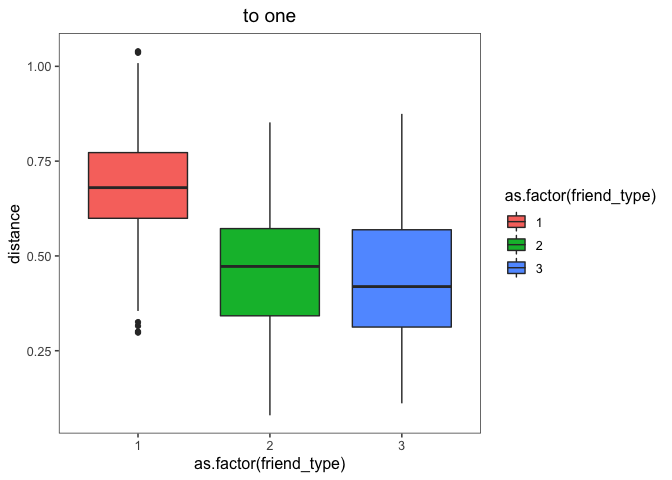 to one
distance
1.00
0.75
0.50
0.25
1 2 3
as.factor(friend_type)
as.factor(friend_type)
1
2
3